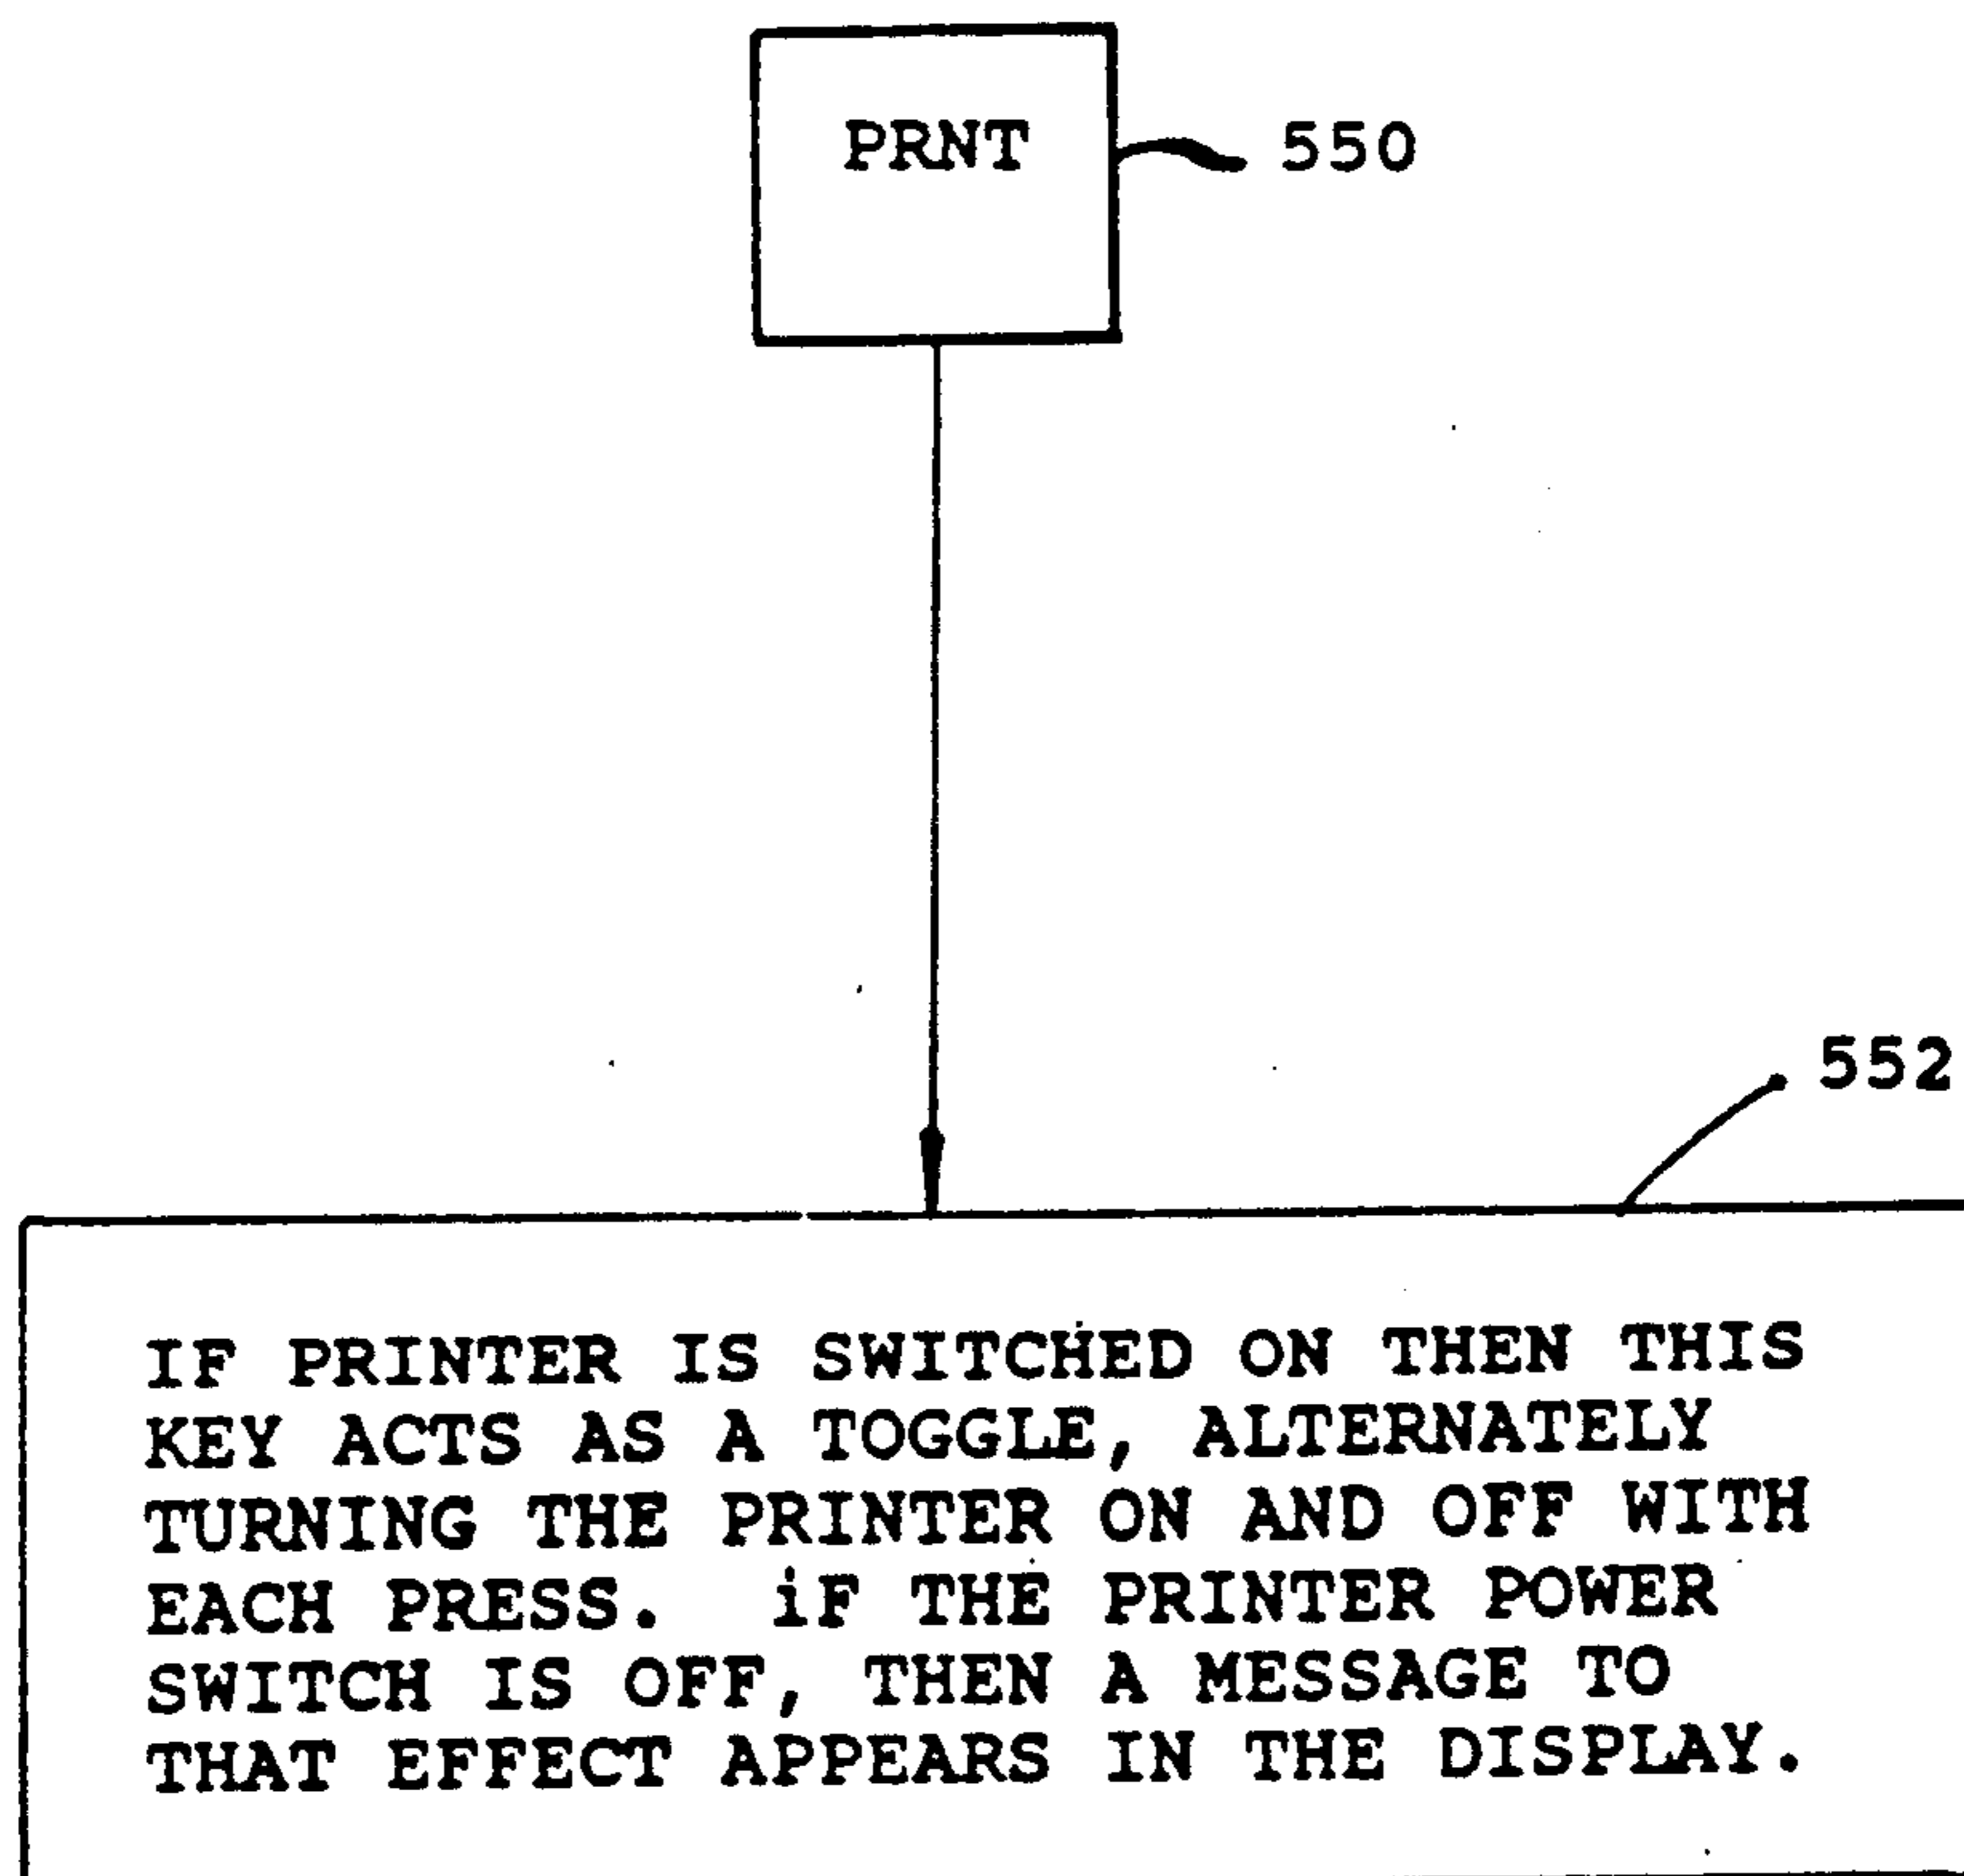 PRNT
550
552
IF PRINTER IS SWITCHED ON THEN THIS
KEY ACTS AS A TOGGLE, ALTERNATELY
TURNING THE PRINTER ON AND OFF WITH
EACH PRESS. iF THE PRINTER POWER
SWITCH IS OFF, THEN A MESSAGE TO
THAT EFFECT APPEARS IN THE DISPLAY.